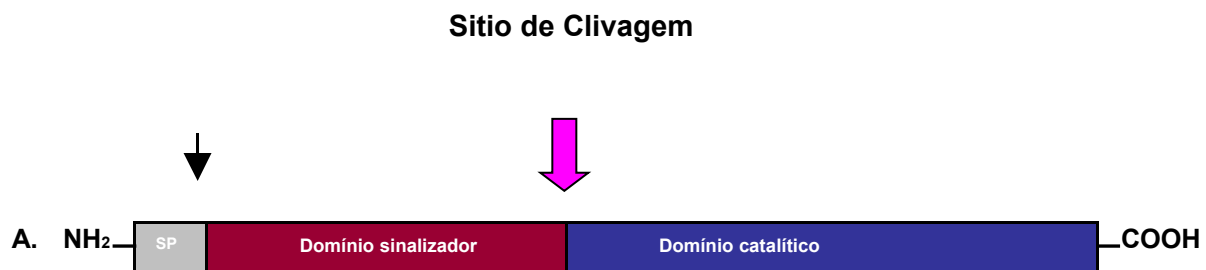 Sitio de Clivagem
A. NH2 SP Domínio sinalizador Domínio catalítico COOH